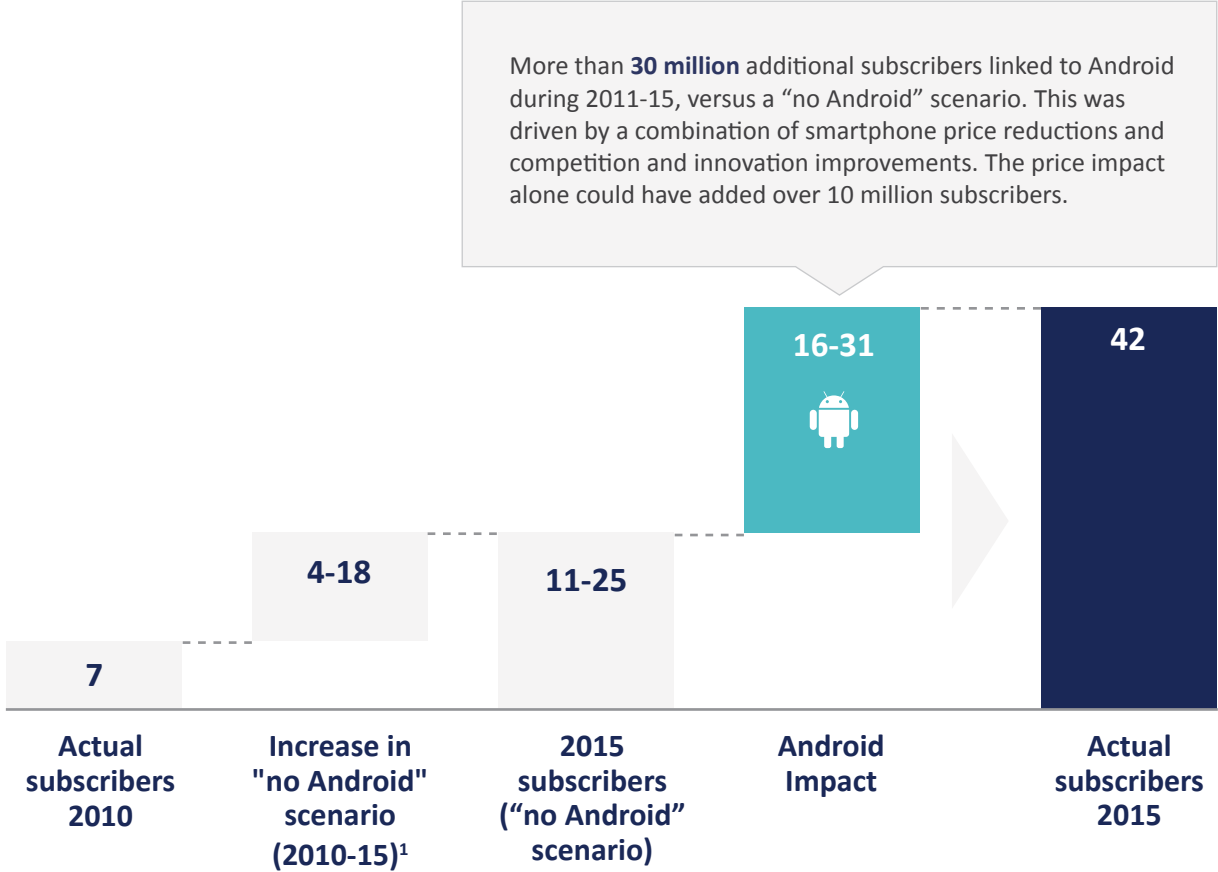 More than 30 million additional subscribers linked to Android
during 2011-15, versus a “no Android” scenario. This was
driven by a combination of smartphone price reductions and
competition and innovation improvements. The price impact
alone could have added over 10 million subscribers.
16-31
42
4-18
11-25
7
Actual
subscribers
2010
Increase in
"no Android"
scenario
(2010-15)¹
2015
subscribers
(“no Android”
scenario)
Android
Impact
Actual
subscribers
2015